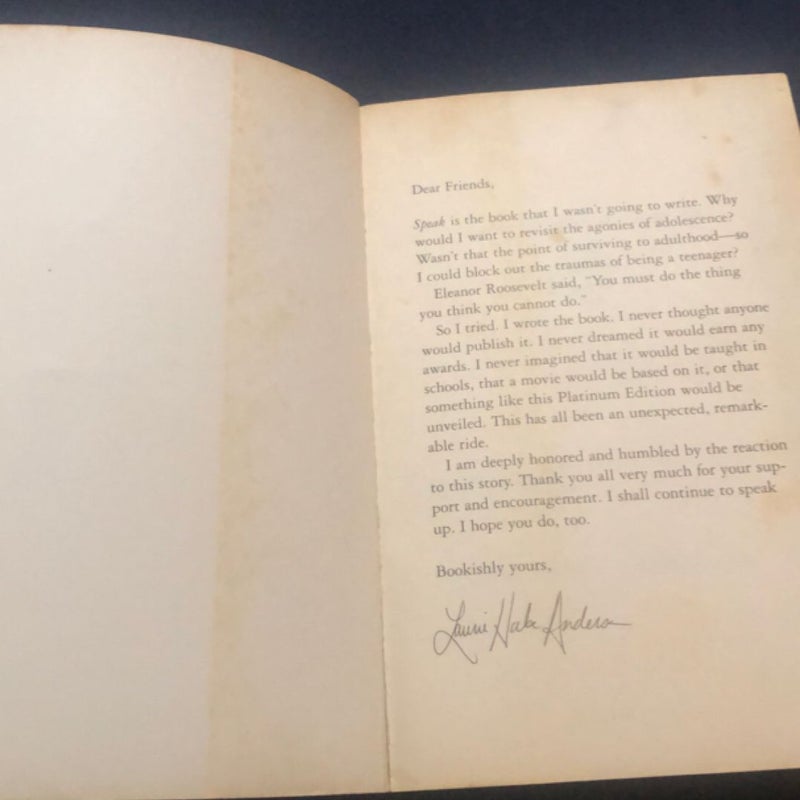 Dear Friends,
Speak is the book that I wasn't going to write. Why
would I want to revisit the agonies of adolescence?
Wasn't that the point of surviving to adulthood—so
I could block out the traumas of being a teenager?
Eleanor Roosevelt said, "You must do the thing
you think you cannot do."
So I tried. I wrote the book. I never thought anyone
would publish it. I never dreamed it would earn any
awards. I never imagined that it would be taught in
schools, that a movie would be based on it, or that
something like this Platinum Edition would be
unveiled. This has all been an unexpected, remark-
able ride.
I am deeply honored and humbled by the reaction
to this story. Thank you all very much for your sup-
port and encouragement. I shall continue to speak
up. I hope you do, too.
Bookishly yours,
Laurie Halse Anderson